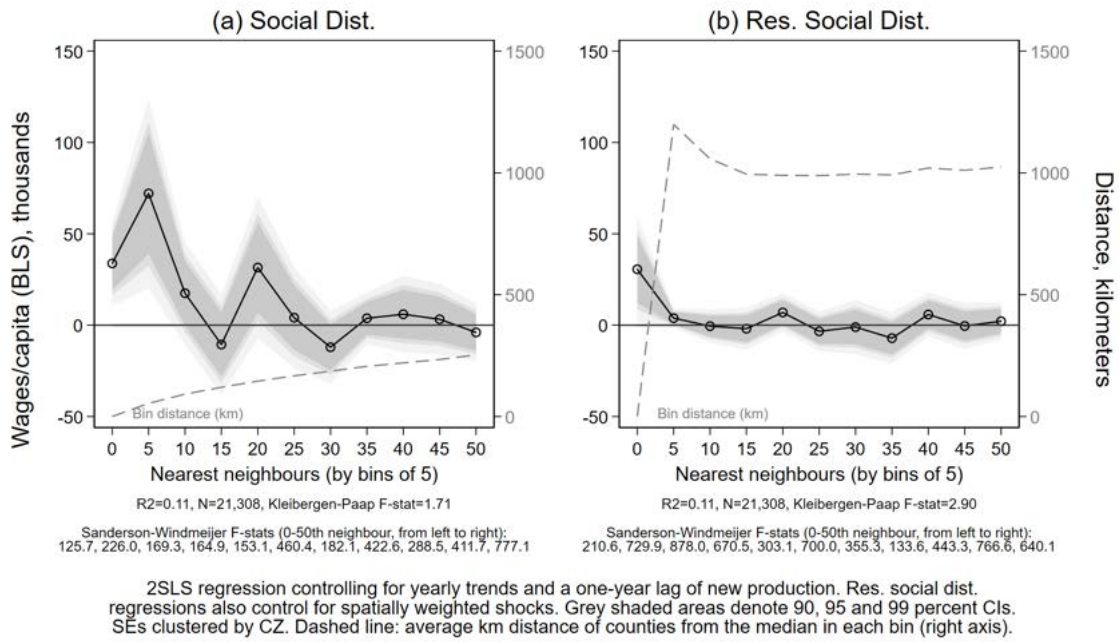 (a) Social Dist.
(b) Res. Social Dist.
Wages/capita (BLS), thousands
150
100
50
0
-50
1500
1000
500
0
Bin distance (km)
0 5 10 15 20 25 30 35 40 45 50
Nearest neighbours (by bins of 5)
R2=0.11, N=21,308, Kleibergen-Paap F-stat=1.71
Sanderson-Windmeijer F-stats (0-50th neighbour, from left to right):
125.7, 226.0, 169.3, 164.9, 153.1, 460.4, 182.1, 422.6, 288.5, 411.7, 777.1
150
100
50
0
-50
1500
1000
500
0
Distance, kilometers
Bin distance (km)
0 5 10 15 20 25 30 35 40 45 50
Nearest neighbours (by bins of 5)
R2=0.11, N=21,308, Kleibergen-Paap F-stat=2.90
Sanderson-Windmeijer F-stats (0-50th neighbour, from left to right):
210.6, 729.9, 878.0, 670.5, 303.1, 700.0, 355.3, 133.6, 443.3, 766.6, 640.1
2SLS regression controlling for yearly trends and a one-year lag of new production. Res. social dist.
regressions also control for spatially weighted shocks. Grey shaded areas denote 90, 95 and 99 percent CIs.
SEs clustered by CZ. Dashed line: average km distance of counties from the median in each bin (right axis).